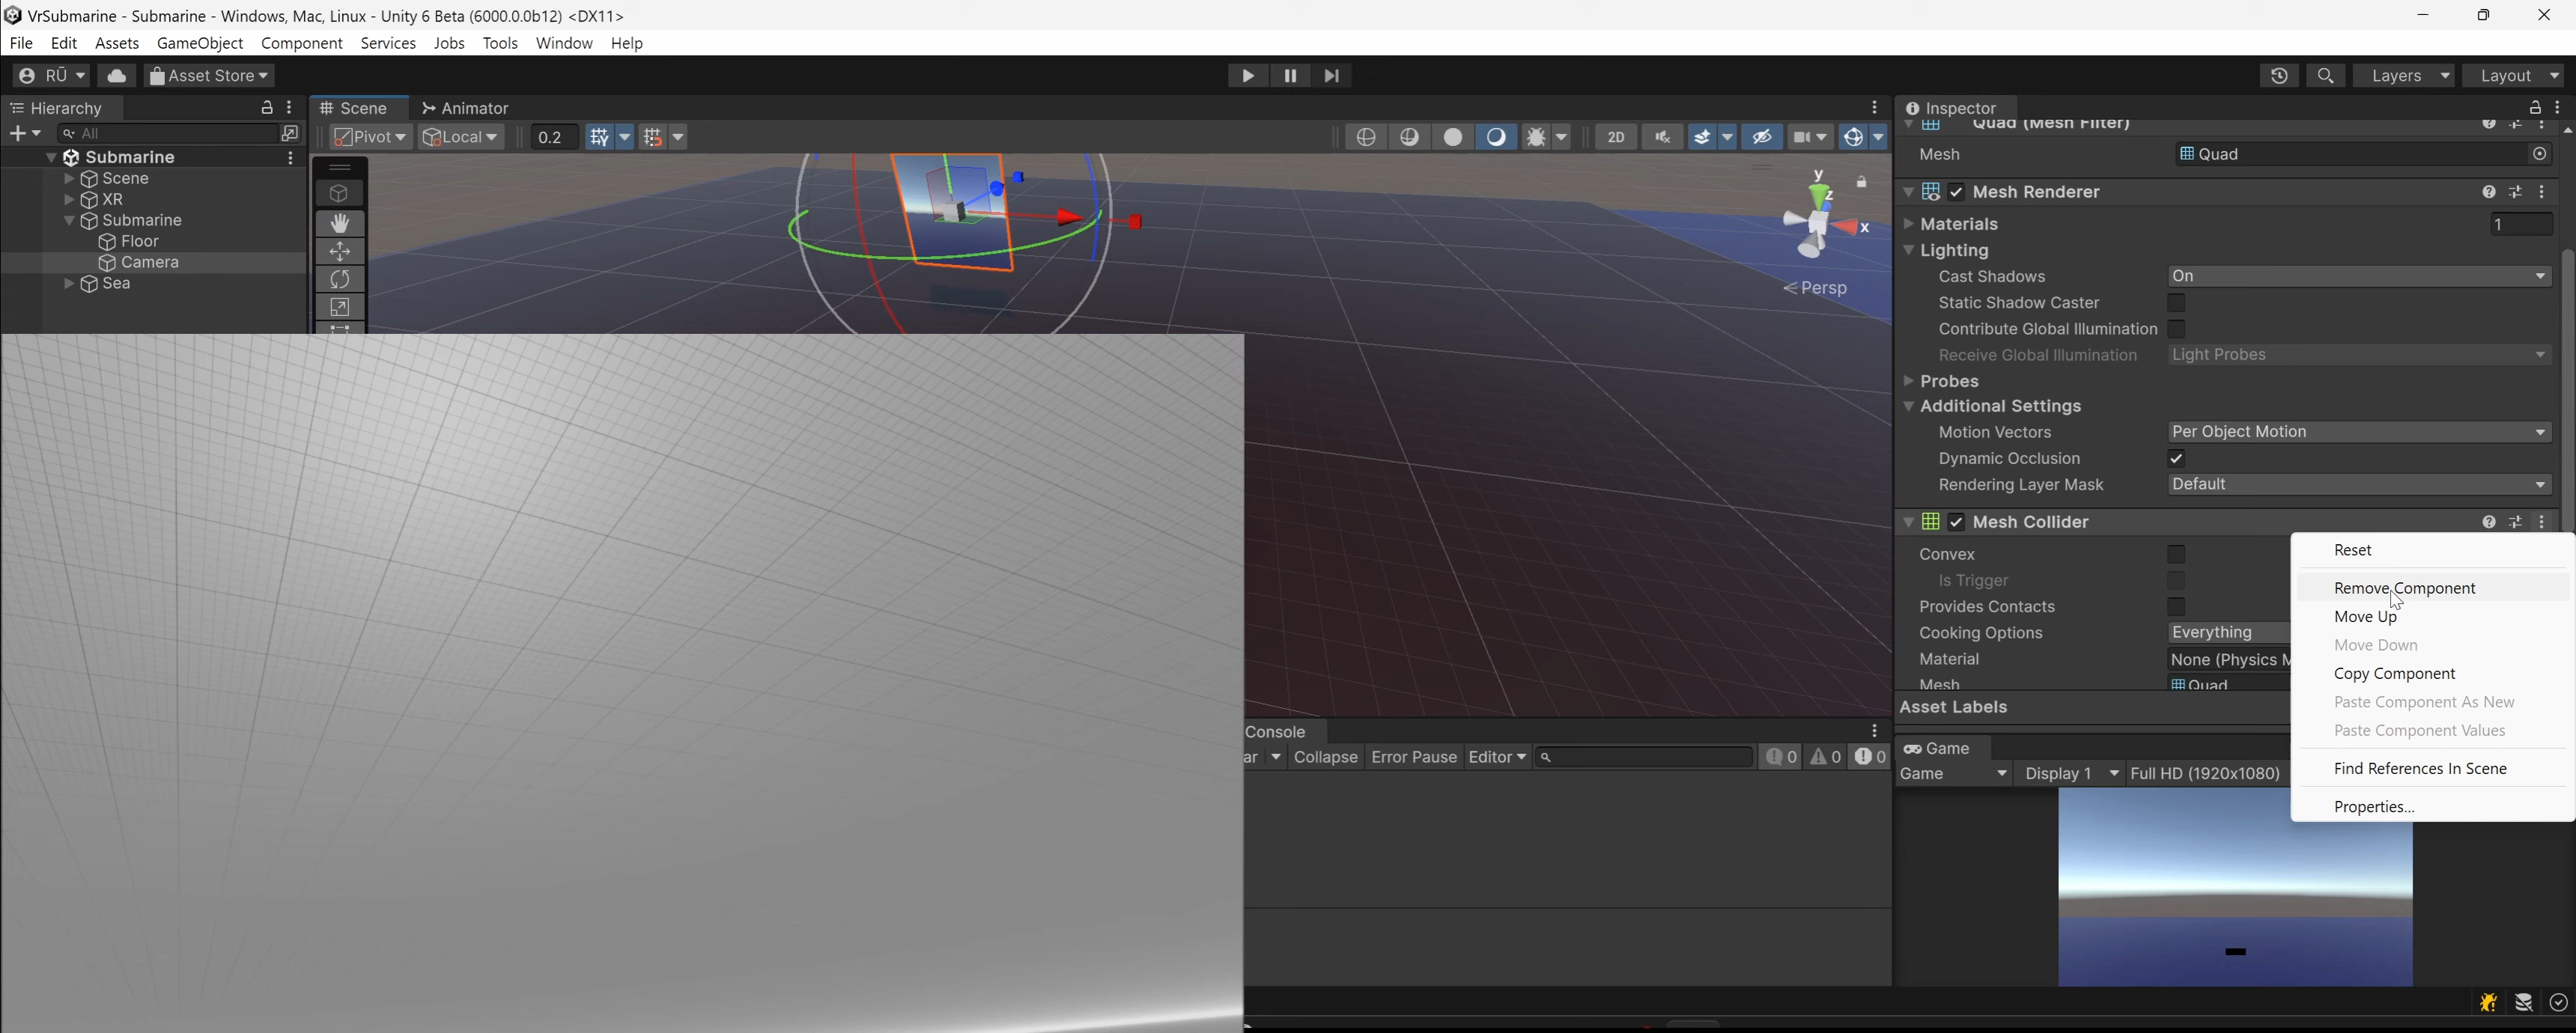 VrSubmarine - Submarine - Windows, Mac, Linux - Unity 6 Beta (6000.0.0b12) <DX11>
File Edit Assets GameObject Component Services Jobs Tools Window Help
RŪ Asset Store Layers Layout
Hierarchy
All
Submarine
Scene
XR
Submarine
Floor
Camera
Sea
Scene Animator
Pivot Local 0.2 2D
y
z
x
Persp
Console
ar Collapse Error Pause Editor 0 0 0
Inspector
Quad (Mesh Filter)
Mesh Quad
Mesh Renderer
Materials 1
Lighting
Cast Shadows On
Static Shadow Caster
Contribute Global Illumination
Receive Global Illumination Light Probes
Probes
Additional Settings
Motion Vectors Per Object Motion
Dynamic Occlusion
Rendering Layer Mask Default
Mesh Collider
Convex
Is Trigger
Provides Contacts
Cooking Options Everything
Material None (Physics M
Mesh Quad
Asset Labels
Reset
Remove Component
Move Up
Move Down
Copy Component
Paste Component As New
Paste Component Values
Find References In Scene
Properties...
Game
Game Display 1 Full HD (1920x1080)